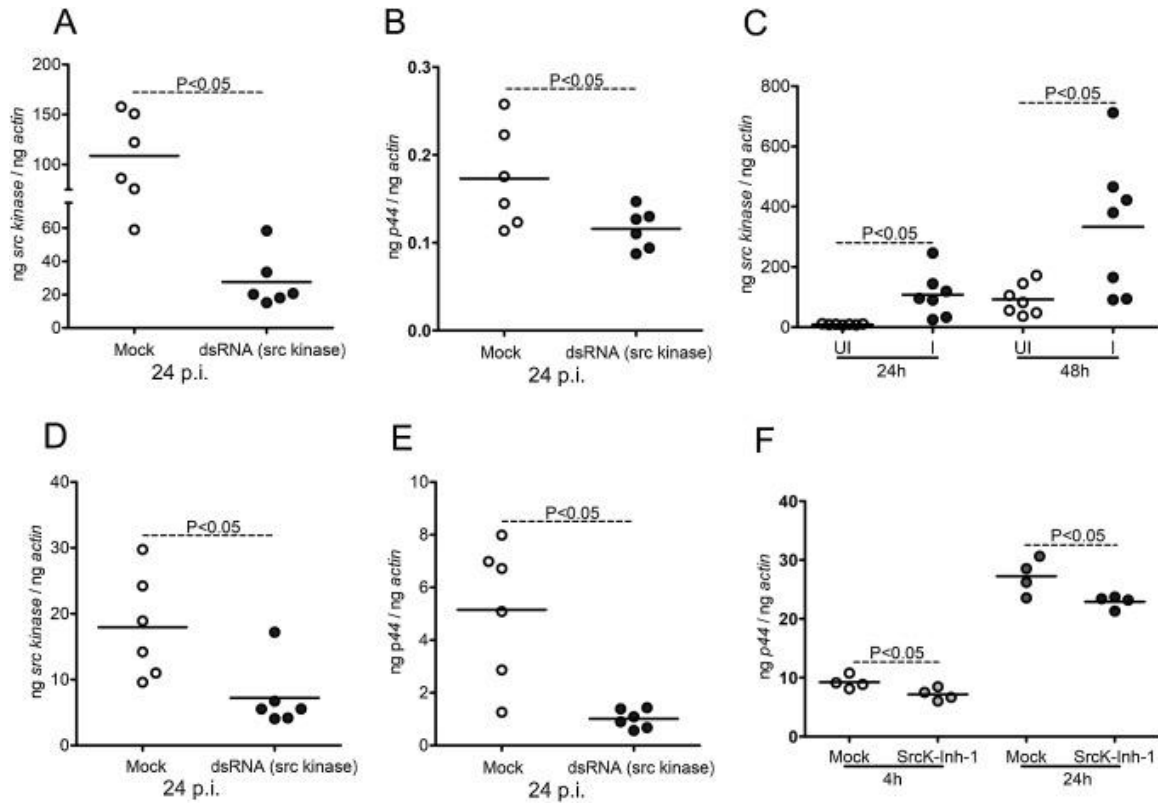 A
ng src kinase / ng actin
200
150
100
60
40
20
0
P<0.05
Mock
dsRNA (src kinase)
24 p.i.
B
ng p44 / ng actin
0.3
0.2
0.1
0.0
P<0.05
Mock
dsRNA (src kinase)
24 p.i.
C
ng src kinase / ng actin
800
600
400
200
0
P<0.05
P<0.05
UI
I
UI
I
24h
48h
D
ng src kinase / ng actin
40
30
20
10
0
P<0.05
Mock
dsRNA (src kinase)
24 p.i.
E
ng p44 / ng actin
8
6
4
2
0
P<0.05
Mock
dsRNA (src kinase)
24 p.i.
F
ng p44 / ng actin
40
30
20
10
0
P<0.05
P<0.05
Mock
SrcK-Inh-1
Mock
SrcK-Inh-1
4h
24h